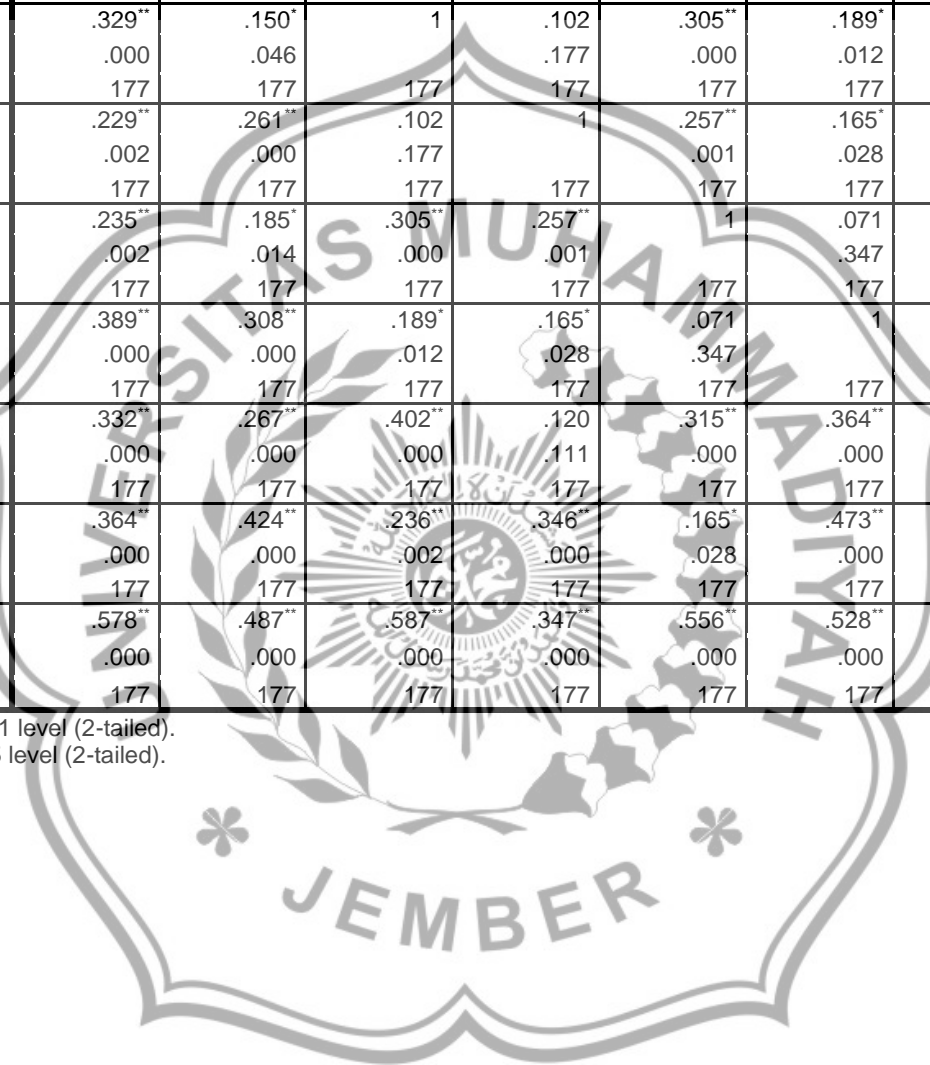 .329** .150* 1 .102 .305** .189*
.000 .046 .177 .000 .012
177 177 177 177 177 177
.229** .261** .102 1 .257** .165*
.002 .000 .177 .001 .028
177 177 177 177 177 177
.235** .185* .305** .257** 1 .071
.002 .014 .000 .001 .347
177 177 177 177 177 177
.389** .308** .189* .165* .071 1
.000 .000 .012 .028 .347
177 177 177 177 177 177
.332** .267** .402** .120 .315** .364**
.000 .000 .000 .111 .000 .000
177 177 177 177 177 177
.364** .424** .236** .346** .165* .473**
.000 .000 .002 .000 .028 .000
177 177 177 177 177 177
.578** .487** .587** .347** .556** .528**
.000 .000 .000 .000 .000 .000
177 177 177 177 177 177
1 level (2-tailed).
level (2-tailed).
UNIVERSITAS MUHAMMADIYAH
JEMBER